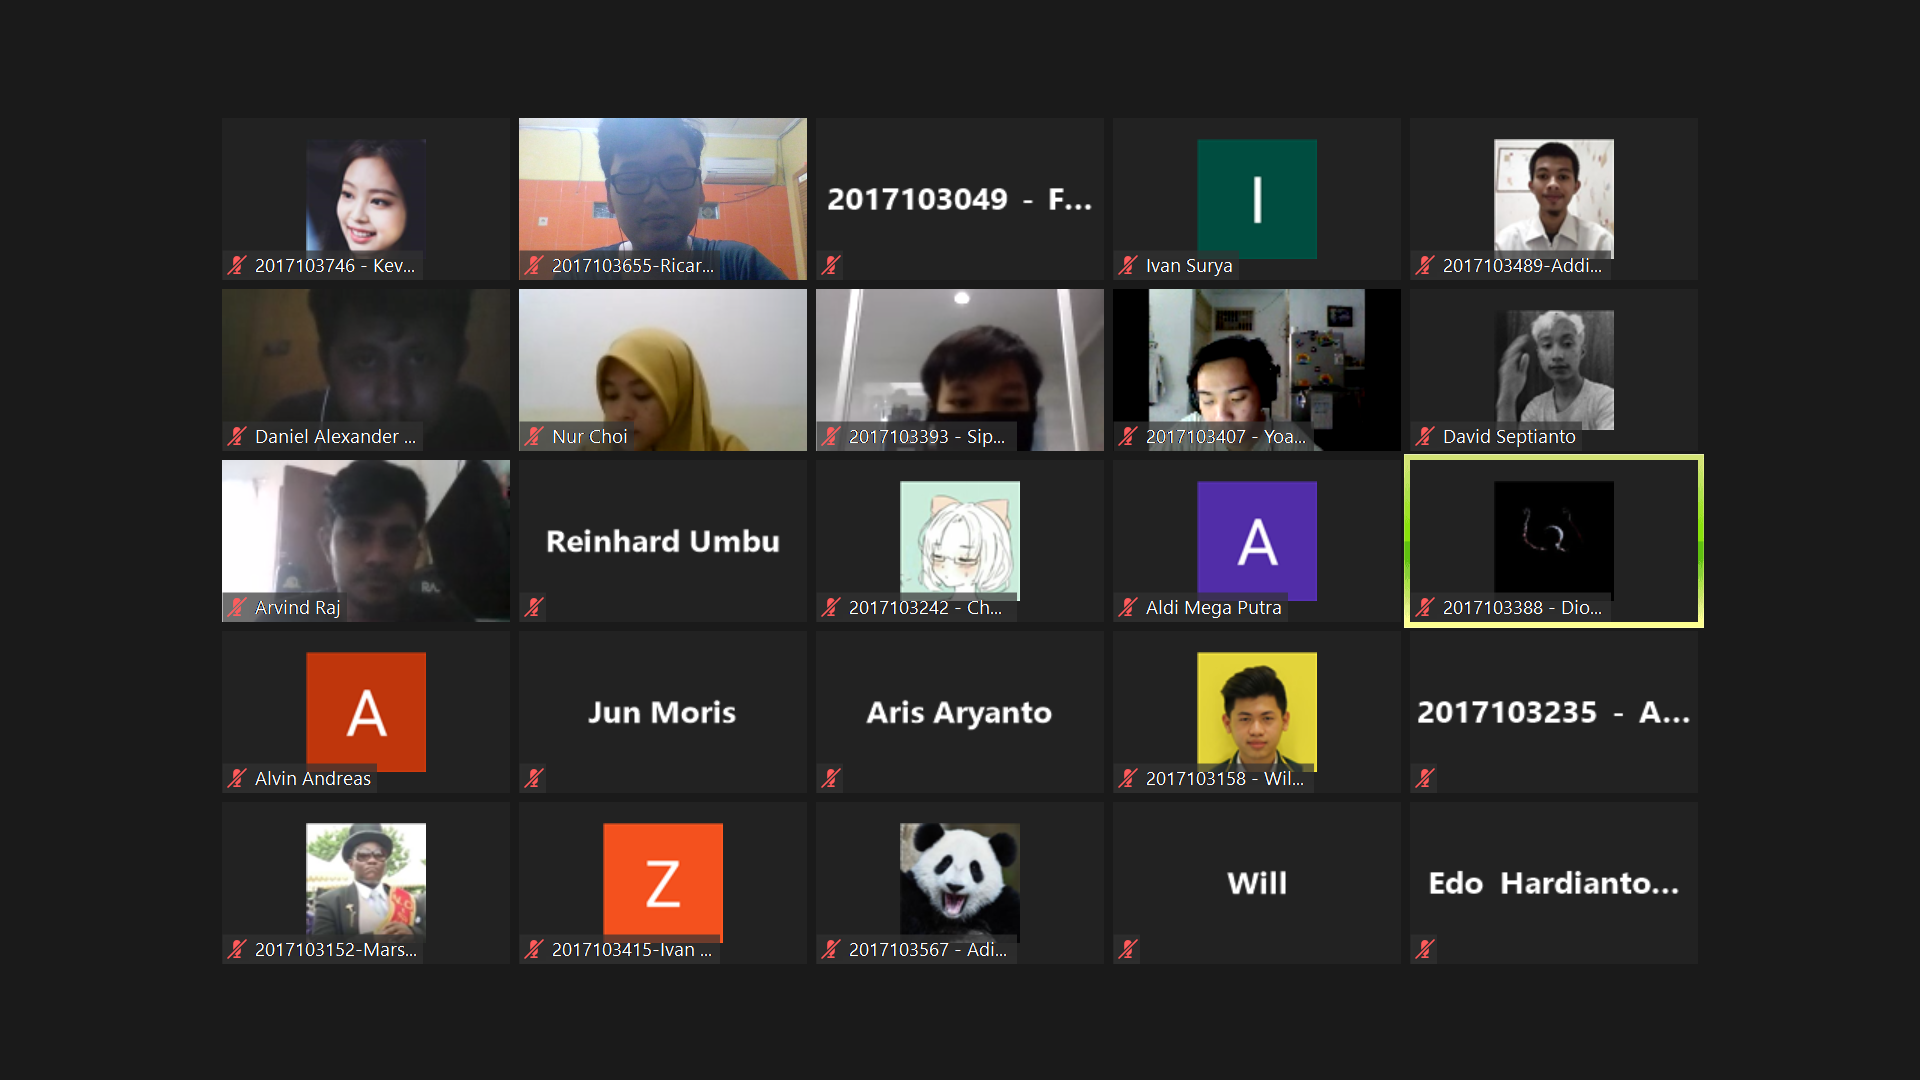 2017103746 - Kev...
2017103655-Ricar...
2017103049 - F...
I
Ivan Surya
2017103489-Addi...
Daniel Alexander ...
Nur Choi
2017103393 - Sip...
2017103407 - Yoa...
David Septianto
Arvind Raj
Reinhard Umbu
2017103242 - Ch...
A
Aldi Mega Putra
2017103388 - Dio...
A
Alvin Andreas
Jun Moris
Aris Aryanto
2017103158 - Wil...
2017103235 - A...
2017103152-Mars...
Z
2017103415-Ivan ...
2017103567 - Adi...
Will
Edo Hardianto...